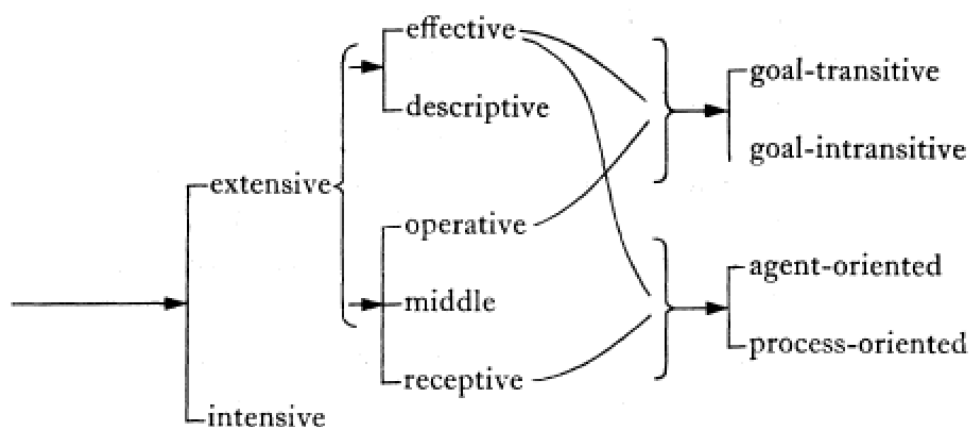 effective
descriptive
goal-transitive
goal-intransitive
extensive
operative
middle
receptive
agent-oriented
process-oriented
intensive